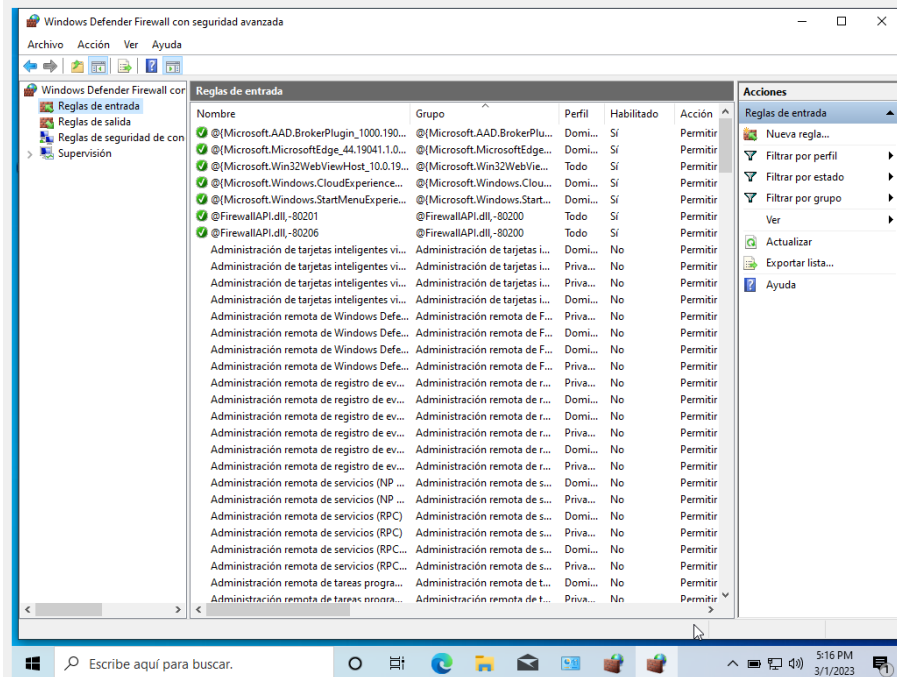 Windows Defender Firewall con seguridad avanzada
Archivo Acción Ver Ayuda
Windows Defender Firewall con
Reglas de entrada
Reglas de salida
Reglas de seguridad de con
Supervisión
Reglas de entrada
Nombre Grupo Perfil Habilitado Acción
@{Microsoft.AAD.BrokerPlugin_1000.190... @{Microsoft.AAD.BrokerPlu... Domi... Sí Permitir
@{Microsoft.MicrosoftEdge_44.19041.1.0... @{Microsoft.MicrosoftEdge... Domi... Sí Permitir
@{Microsoft.Win32WebViewHost_10.0.19... @{Microsoft.Win32WebVie... Todo Sí Permitir
@{Microsoft.Windows.CloudExperience... @{Microsoft.Windows.Clou... Domi... Sí Permitir
@{Microsoft.Windows.StartMenuExperie... @{Microsoft.Windows.Start... Domi... Sí Permitir
@FirewallAPI.dll,-80201 @FirewallAPI.dll,-80200 Todo Sí Permitir
@FirewallAPI.dll,-80206 @FirewallAPI.dll,-80200 Todo Sí Permitir
Administración de tarjetas inteligentes vi... Administración de tarjetas i... Domi... No Permitir
Administración de tarjetas inteligentes vi... Administración de tarjetas i... Priva... No Permitir
Administración de tarjetas inteligentes vi... Administración de tarjetas i... Priva... No Permitir
Administración de tarjetas inteligentes vi... Administración de tarjetas i... Domi... No Permitir
Administración remota de Windows Defe... Administración remota de F... Priva... No Permitir
Administración remota de Windows Defe... Administración remota de F... Domi... No Permitir
Administración remota de Windows Defe... Administración remota de F... Domi... No Permitir
Administración remota de Windows Defe... Administración remota de F... Priva... No Permitir
Administración remota de registro de ev... Administración remota de r... Priva... No Permitir
Administración remota de registro de ev... Administración remota de r... Domi... No Permitir
Administración remota de registro de ev... Administración remota de r... Domi... No Permitir
Administración remota de registro de ev... Administración remota de r... Priva... No Permitir
Administración remota de registro de ev... Administración remota de r... Domi... No Permitir
Administración remota de registro de ev... Administración remota de r... Priva... No Permitir
Administración remota de servicios (NP ... Administración remota de s... Domi... No Permitir
Administración remota de servicios (NP ... Administración remota de s... Priva... No Permitir
Administración remota de servicios (RPC) Administración remota de s... Domi... No Permitir
Administración remota de servicios (RPC) Administración remota de s... Priva... No Permitir
Administración remota de servicios (RPC... Administración remota de s... Domi... No Permitir
Administración remota de servicios (RPC... Administración remota de s... Priva... No Permitir
Administración remota de tareas progra... Administración remota de t... Domi... No Permitir
Administración remota de tareas progra... Administración remota de t... Priva... No Permitir
Acciones
Reglas de entrada
Nueva regla...
Filtrar por perfil
Filtrar por estado
Filtrar por grupo
Ver
Actualizar
Exportar lista...
Ayuda
Escribe aquí para buscar.
5:16 PM
3/1/2023
1